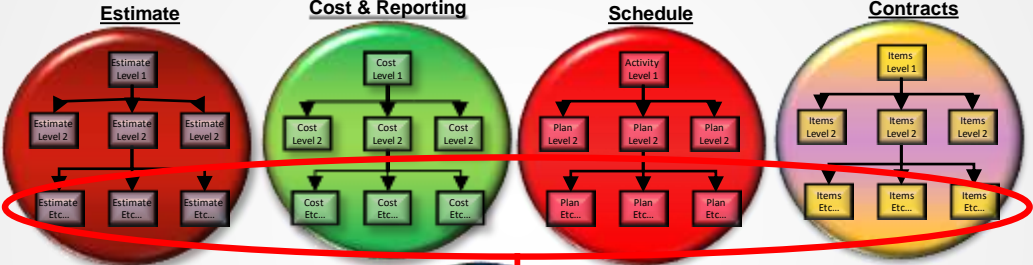 Estimate
Cost & Reporting
Schedule
Contracts
Estimate
Level 1
Estimate
Level 2
Estimate
Level 2
Estimate
Level 2
Estimate
Etc...
Estimate
Etc...
Estimate
Etc...
Cost
Level 1
Cost
Level 2
Cost
Level 2
Cost
Level 2
Cost
Etc...
Cost
Etc...
Cost
Etc...
Activity
Level 1
Plan
Level 2
Plan
Level 2
Plan
Level 2
Plan
Etc...
Plan
Etc...
Plan
Etc...
Items
Level 1
Items
Level 2
Items
Level 2
Items
Level 2
Items
Etc...
Items
Etc...
Items
Etc...